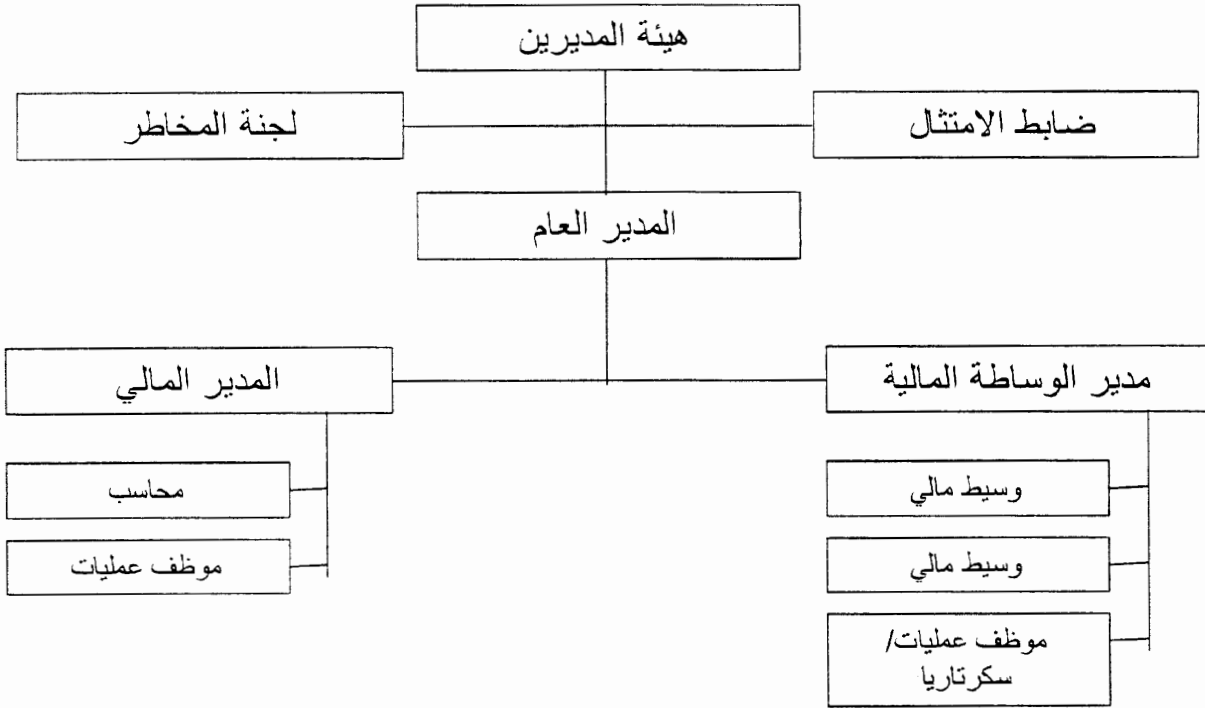 هيئة المديرين
ضابط الامتثال
لجنة المخاطر
المدير العام
مدير الوساطة المالية
المدير المالي
وسيط مالي
وسيط مالي
موظف عمليات/
سكرتاريا
محاسب
موظف عمليات